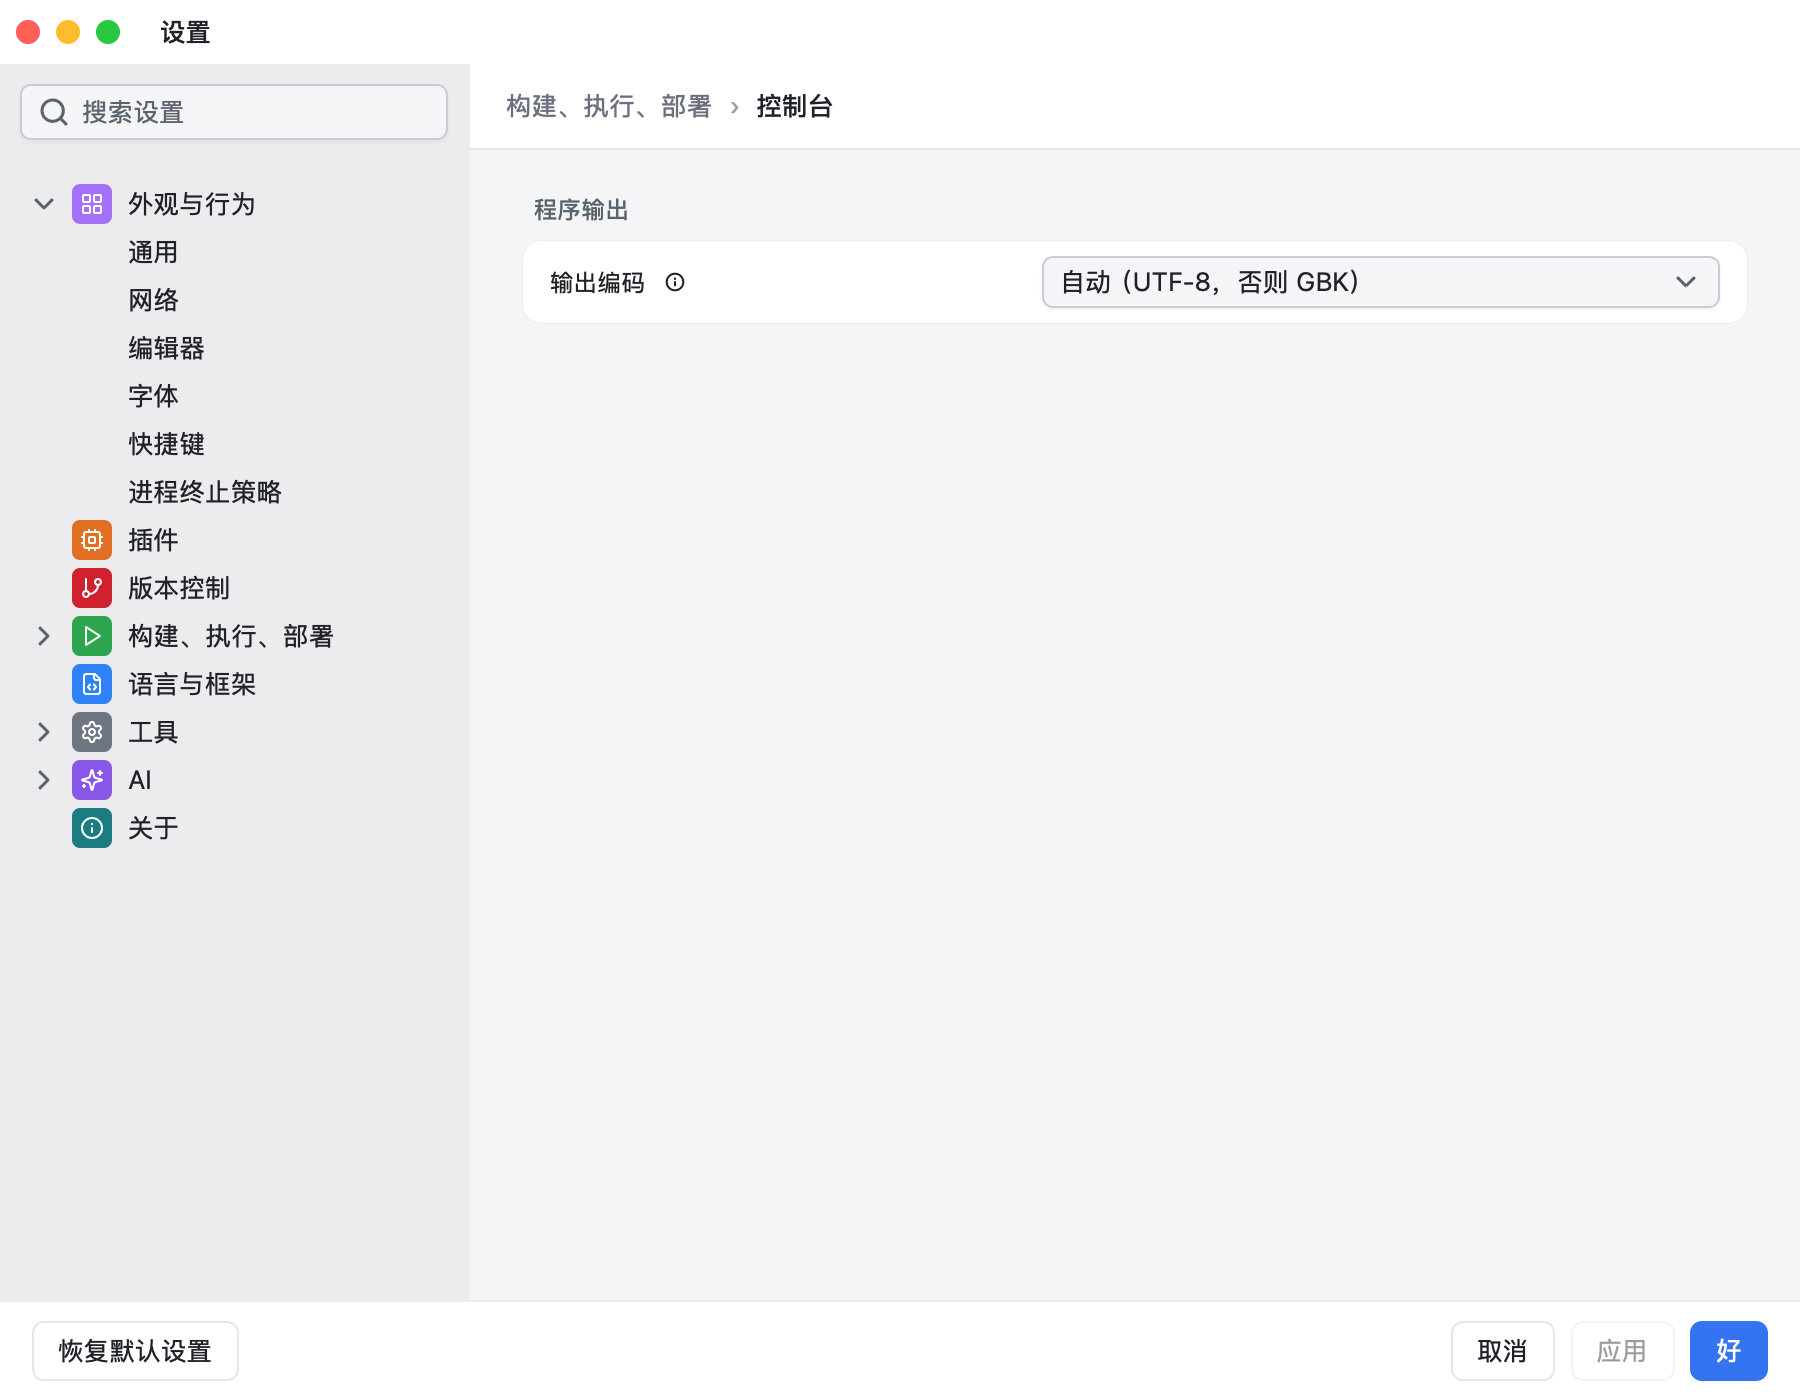 设置
搜索设置
外观与行为
通用
网络
编辑器
字体
快捷键
进程终止策略
插件
版本控制
构建、执行、部署
语言与框架
工具
AI
关于
构建、执行、部署 › 控制台
程序输出
输出编码
自动（UTF-8，否则 GBK）
恢复默认设置
取消
应用
好